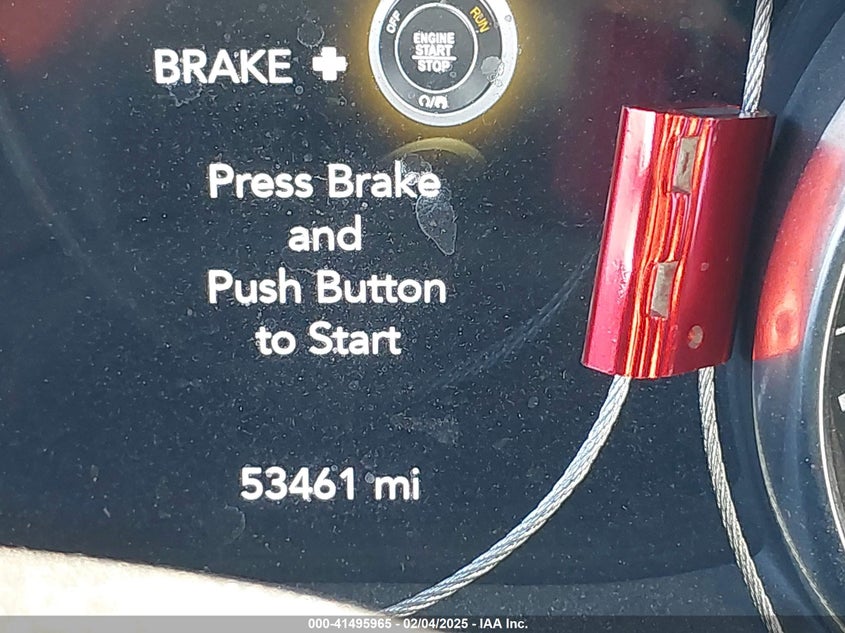 OFF
RUN
ENGINE
START
STOP
BRAKE +
Press Brake
and
Push Button
to Start
53461 mi
000-41495965 - 02/04/2025 - IAA Inc.